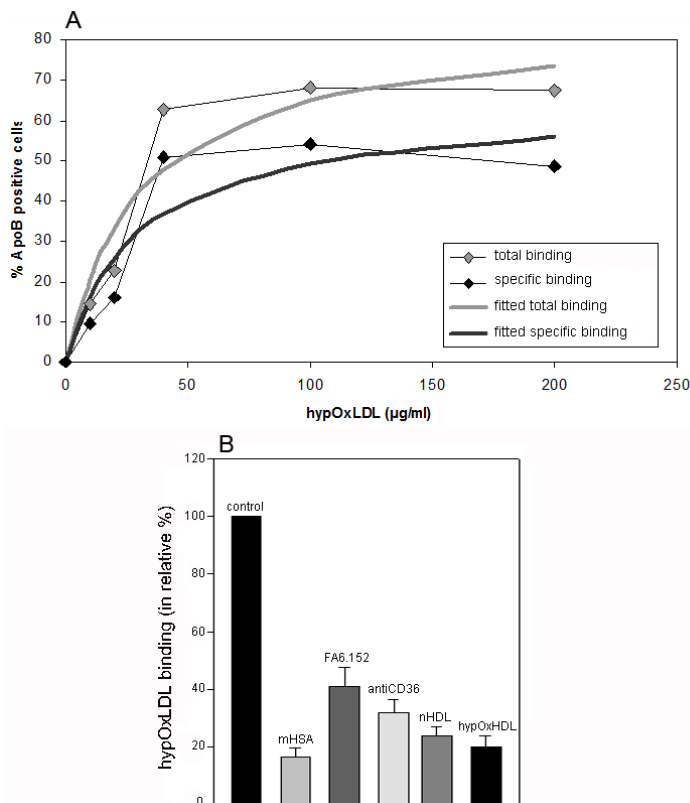 A
% ApoB positive cells
80
70
60
50
40
30
20
10
0
0 50 100 150 200 250
hypOxLDL (µg/ml)
total binding
specific binding
fitted total binding
fitted specific binding
B
hypOxLDL binding (in relative %)
120
100
80
60
40
20
0
control
mHSA
FA6.152
antiCD36
nHDL
hypOxHDL